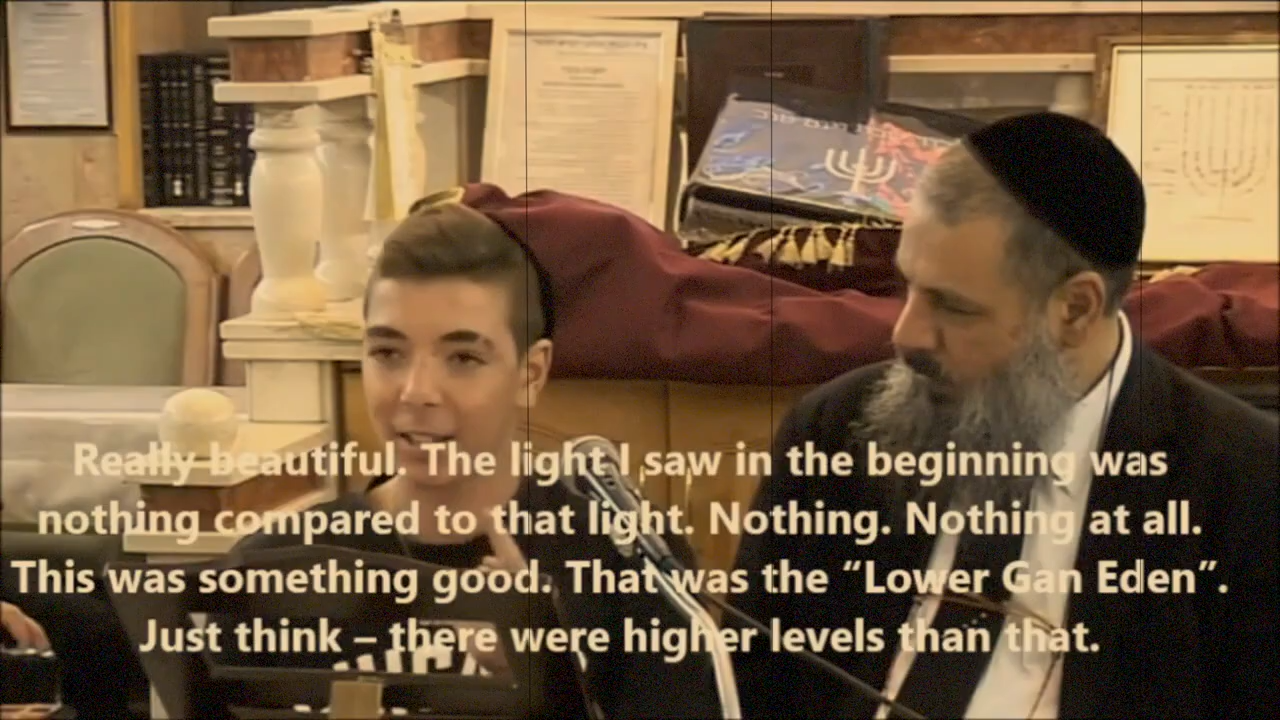 Really beautiful. The light I saw in the beginning was
nothing compared to that light. Nothing. Nothing at all.
This was something good. That was the “Lower Gan Eden”.
Just think – there were higher levels than that.